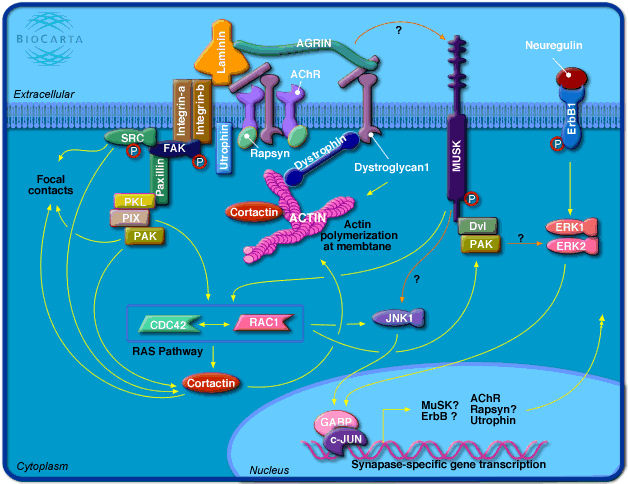 BIOCARTA
Laminin
AGRIN
?
Neuregulin
AChR
Extracellular
Integrin-a
Integrin-b
ErbB1
SRC
FAK
P
P
Utrophin
Rapsyn
Dystrophin
Dystroglycan1
MUSK
P
Paxillin
Focal
contacts
PKL
PIX
PAK
Cortactin
ACTIN
Actin
polymerization
at membtane
P
Dvl
PAK
?
ERK1
ERK2
?
CDC42
RAC1
JNK1
RAS Pathway
Cortactin
GABP
c-JUN
MuSK?
ErbB ?
AChR
Rapsyn?
Utrophin
Synapase-specific gene transcription
Cytoplasm
Nucleus